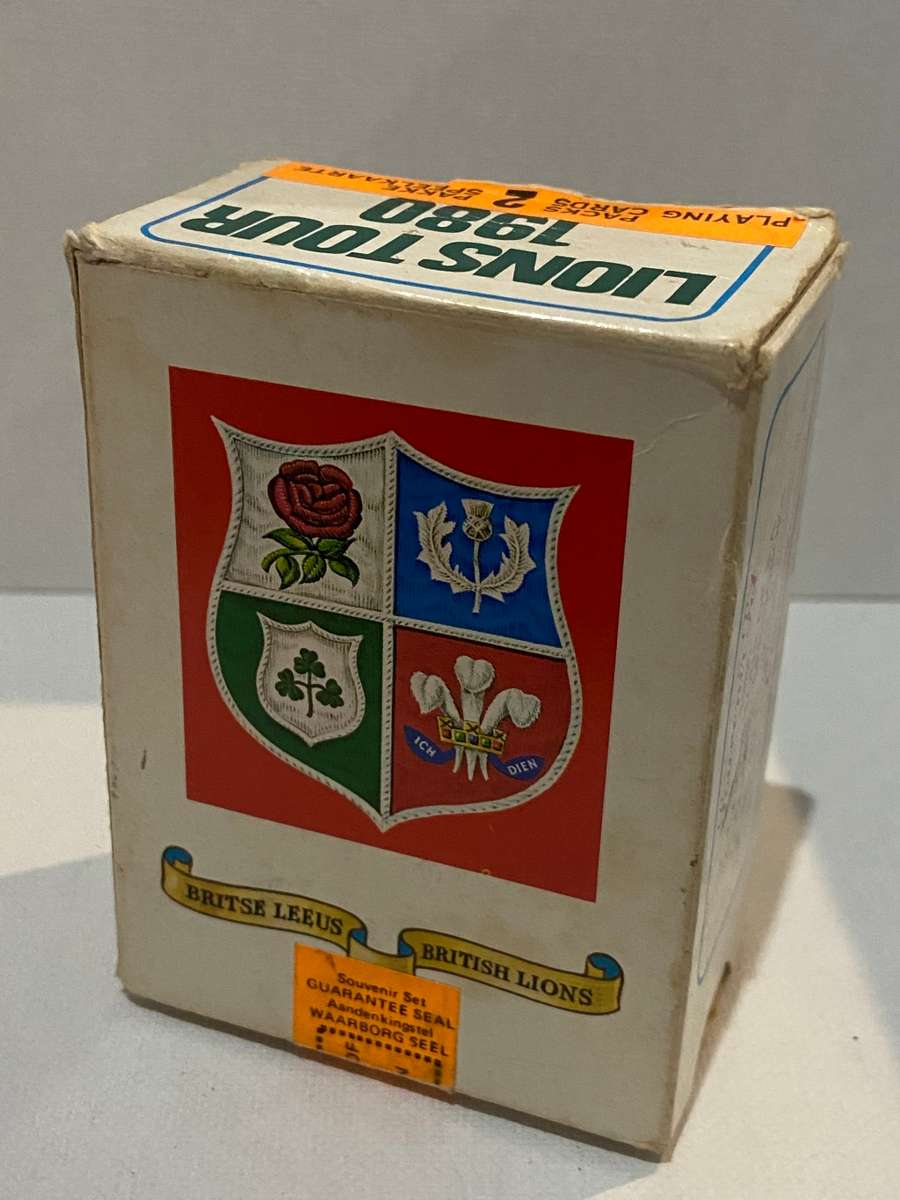 LIONS TOUR
1980
PLAYING CARDS
PACKS 2 PAKKE
SPEELKAARTE
ICH DIEN
BRITSE LEEUS BRITISH LIONS
Souvenir Set
GUARANTEE SEAL
Aandenkingstel
WAARBORG SEEL